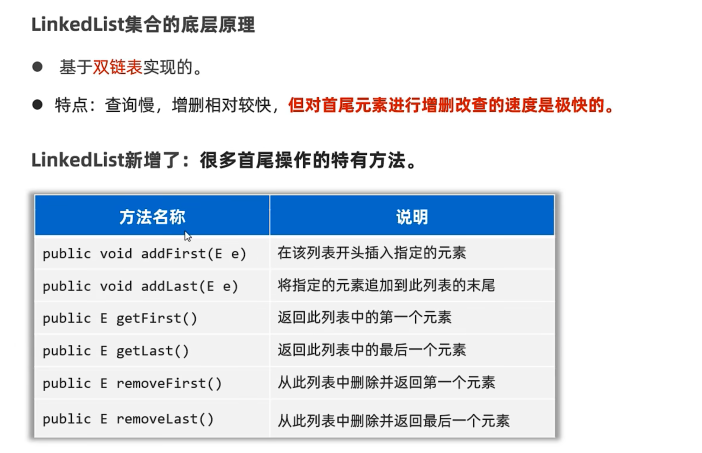 LinkedList集合的底层原理
● 基于双链表实现的。
● 特点：查询慢，增删相对较快，但对首尾元素进行增删改查的速度是极快的。
LinkedList新增了：很多首尾操作的特有方法。
方法名称 说明
public void addFirst(E e) 在该列表开头插入指定的元素
public void addLast(E e) 将指定的元素追加到此列表的末尾
public E getFirst() 返回此列表中的第一个元素
public E getLast() 返回此列表中的最后一个元素
public E removeFirst() 从此列表中删除并返回第一个元素
public E removeLast() 从此列表中删除并返回最后一个元素